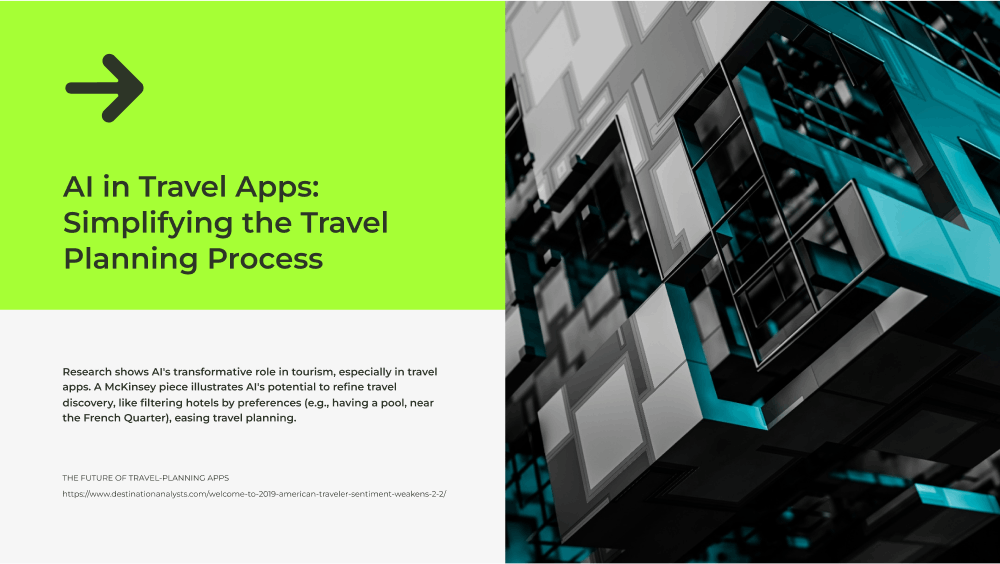 AI in Travel Apps:
Simplifying the Travel
Planning Process
Research shows AI's transformative role in tourism, especially in travel
apps. A McKinsey piece illustrates AI's potential to refine travel
discovery, like filtering hotels by preferences (e.g., having a pool, near
the French Quarter), easing travel planning.
THE FUTURE OF TRAVEL-PLANNING APPS
https://www.destinationanalysts.com/welcome-to-2019-american-traveler-sentiment-weakens-2-2/